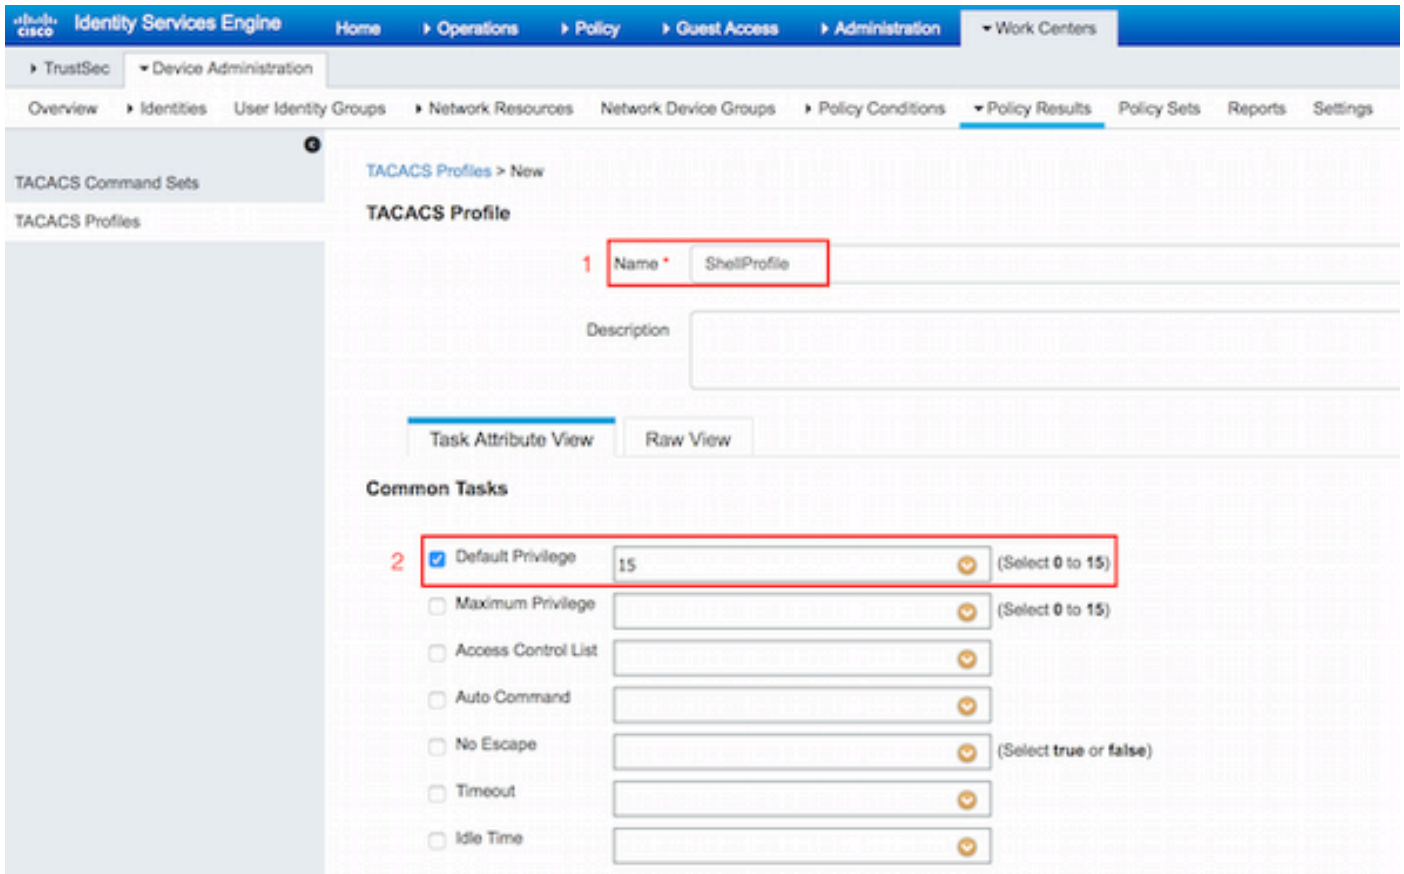 cisco Identity Services Engine Home Operations Policy Guest Access Administration Work Centers
TrustSec Device Administration
Overview Identities User Identity Groups Network Resources Network Device Groups Policy Conditions Policy Results Policy Sets Reports Settings
TACACS Command Sets
TACACS Profiles
TACACS Profiles > New
TACACS Profile
1 Name * ShellProfile
Description
Task Attribute View Raw View
Common Tasks
2 Default Privilege 15 (Select 0 to 15)
Maximum Privilege (Select 0 to 15)
Access Control List
Auto Command
No Escape (Select true or false)
Timeout
Idle Time